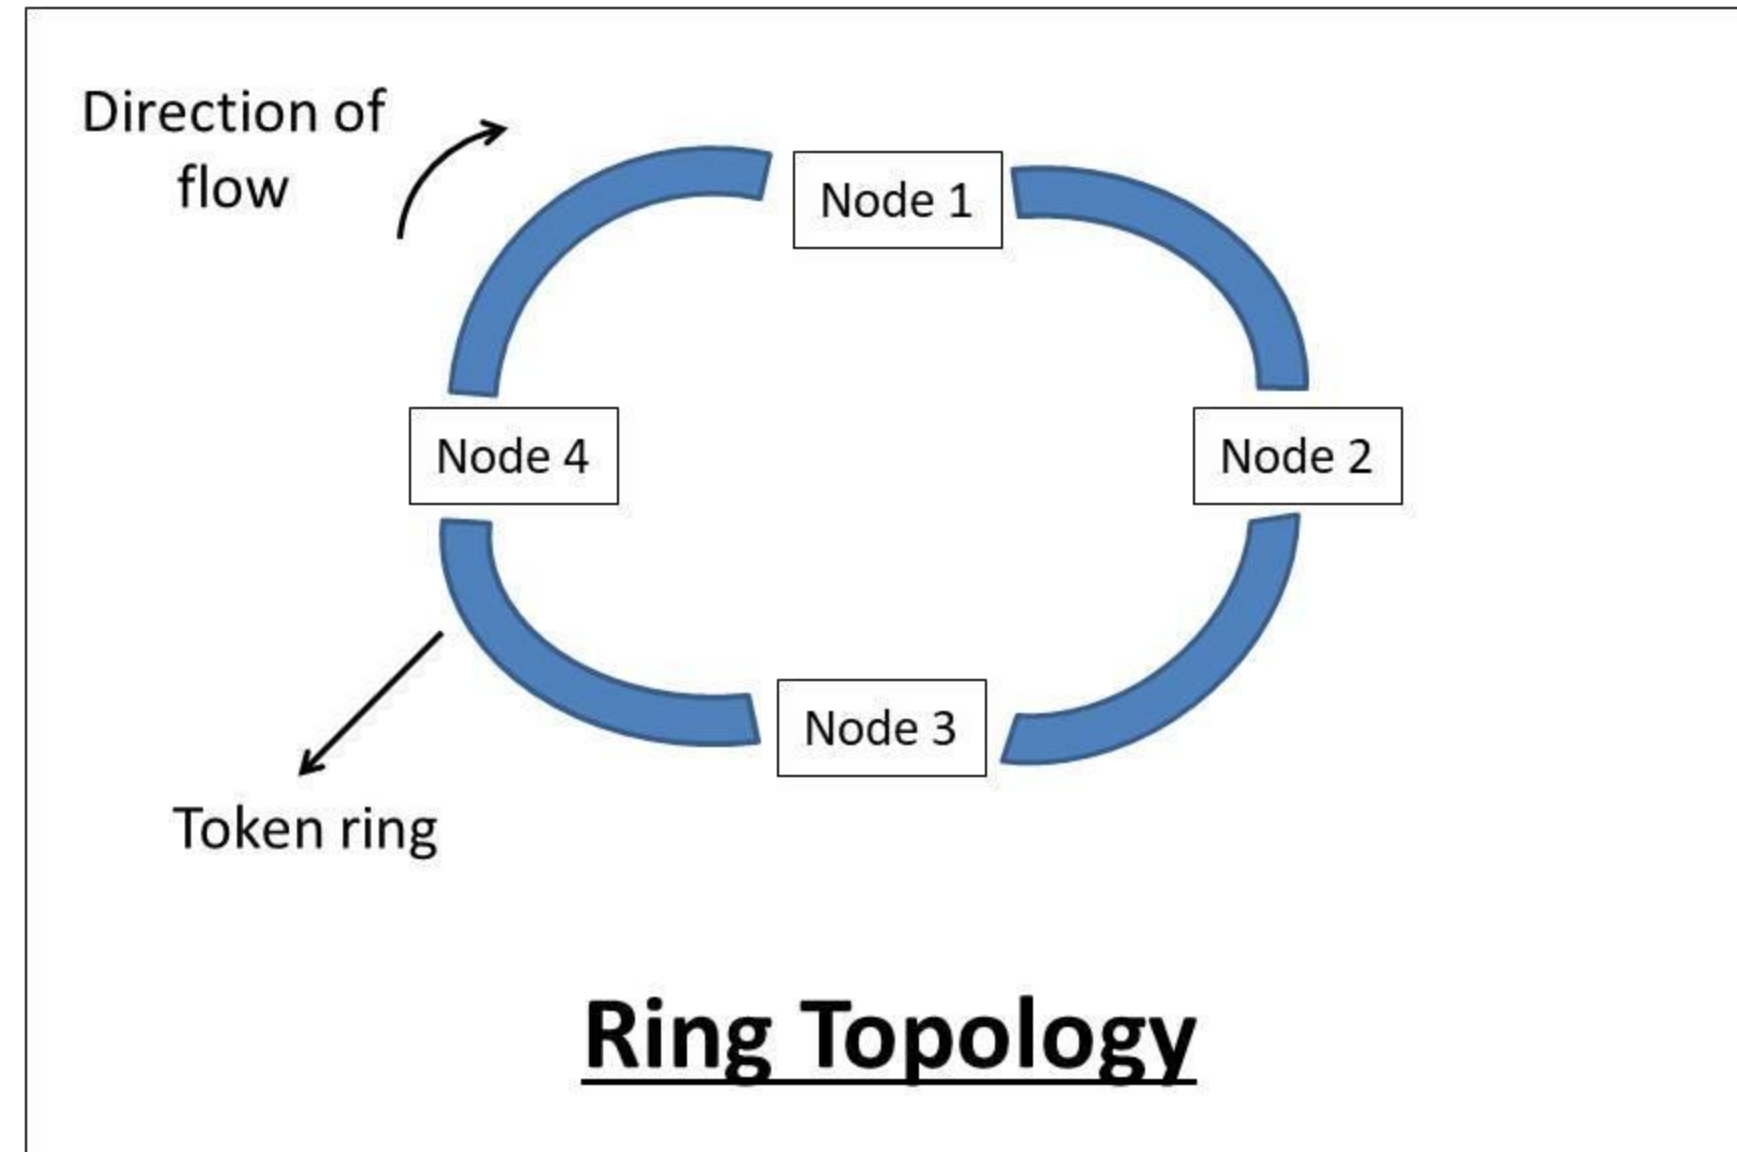 Direction of
flow
Node 1
Node 4
Node 2
Node 3
Token ring
Ring Topology